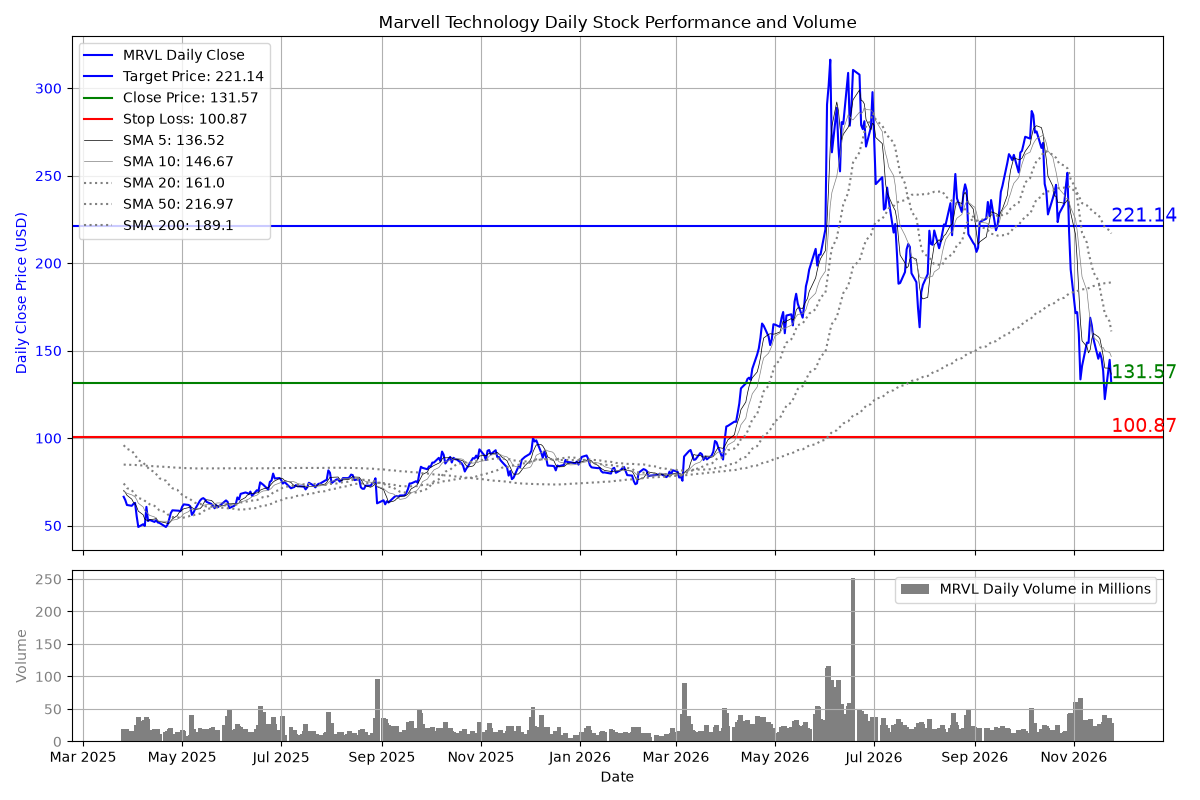 Marvell Technology Daily Stock Performance and Volume
MRVL Daily Close
Target Price: 221.14
Close Price: 131.57
Stop Loss: 100.87
SMA 5: 136.52
SMA 10: 146.67
SMA 20: 161.0
SMA 50: 216.97
SMA 200: 189.1
300
250
200
150
100
50
Daily Close Price (USD)
221.14
131.57
100.87
MRVL Daily Volume in Millions
250
200
150
100
50
0
Volume
Mar 2025 May 2025 Jul 2025 Sep 2025 Nov 2025 Jan 2026 Mar 2026 May 2026 Jul 2026 Sep 2026 Nov 2026
Date